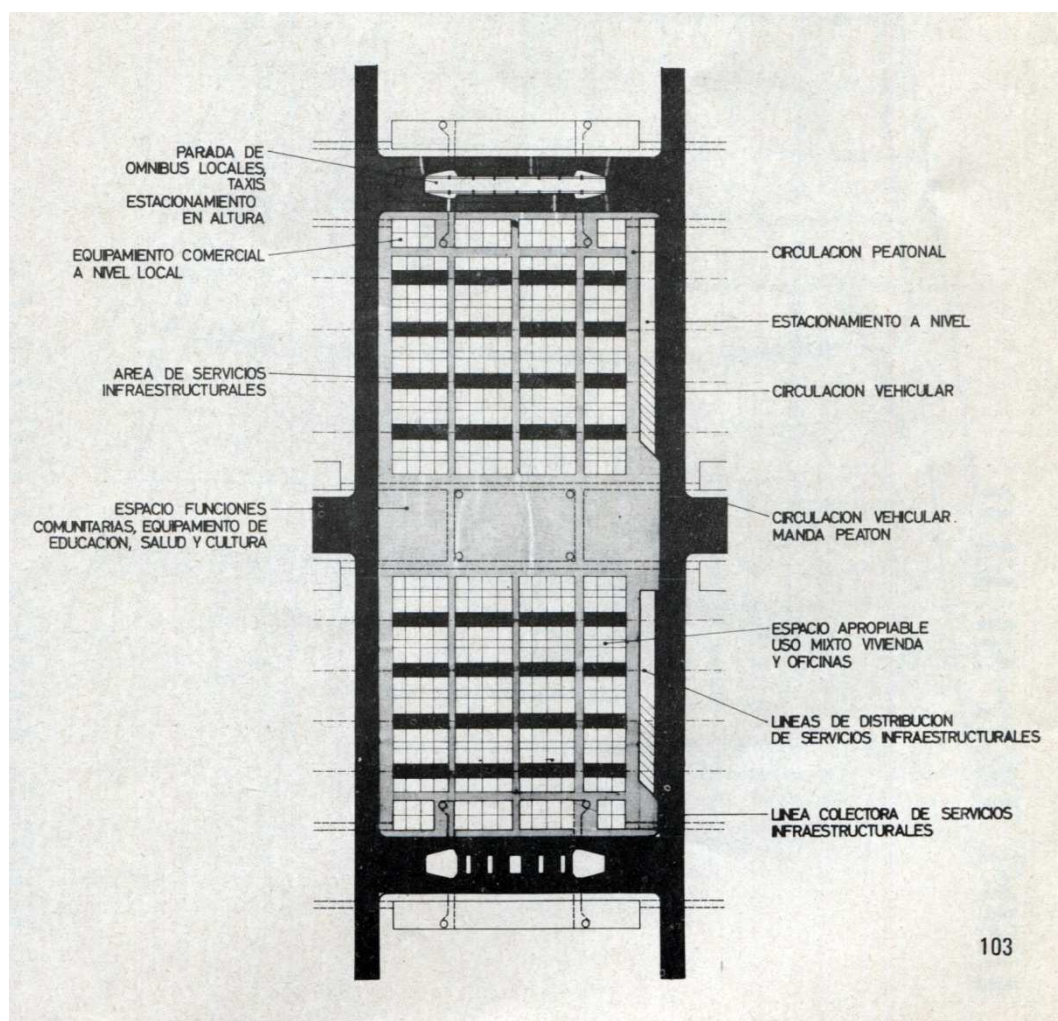 PARADA DE
OMNIBUS LOCALES,
TAXIS
ESTACIONAMIENTO
EN ALTURA
EQUIPAMIENTO COMERCIAL
A NIVEL LOCAL
AREA DE SERVICIOS
INFRAESTRUCTURALES
ESPACIO FUNCIONES
COMUNITARIAS, EQUIPAMIENTO DE
EDUCACION, SALUD Y CULTURA
CIRCULACION PEATONAL
ESTACIONAMIENTO A NIVEL
CIRCULACION VEHICULAR
CIRCULACION VEHICULAR.
MANDA PEATON
ESPACIO APROPIABLE
USO MIXTO VIVIENDA
Y OFICINAS
LINEAS DE DISTRIBUCION
DE SERVICIOS INFRAESTRUCTURALES
LINEA COLECTORA DE SERVICIOS
INFRAESTRUCTURALES
103